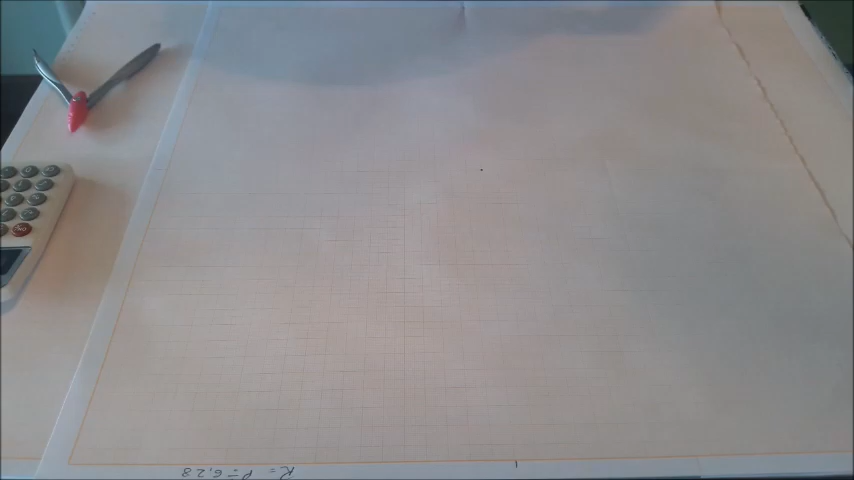 R = P = 6,28